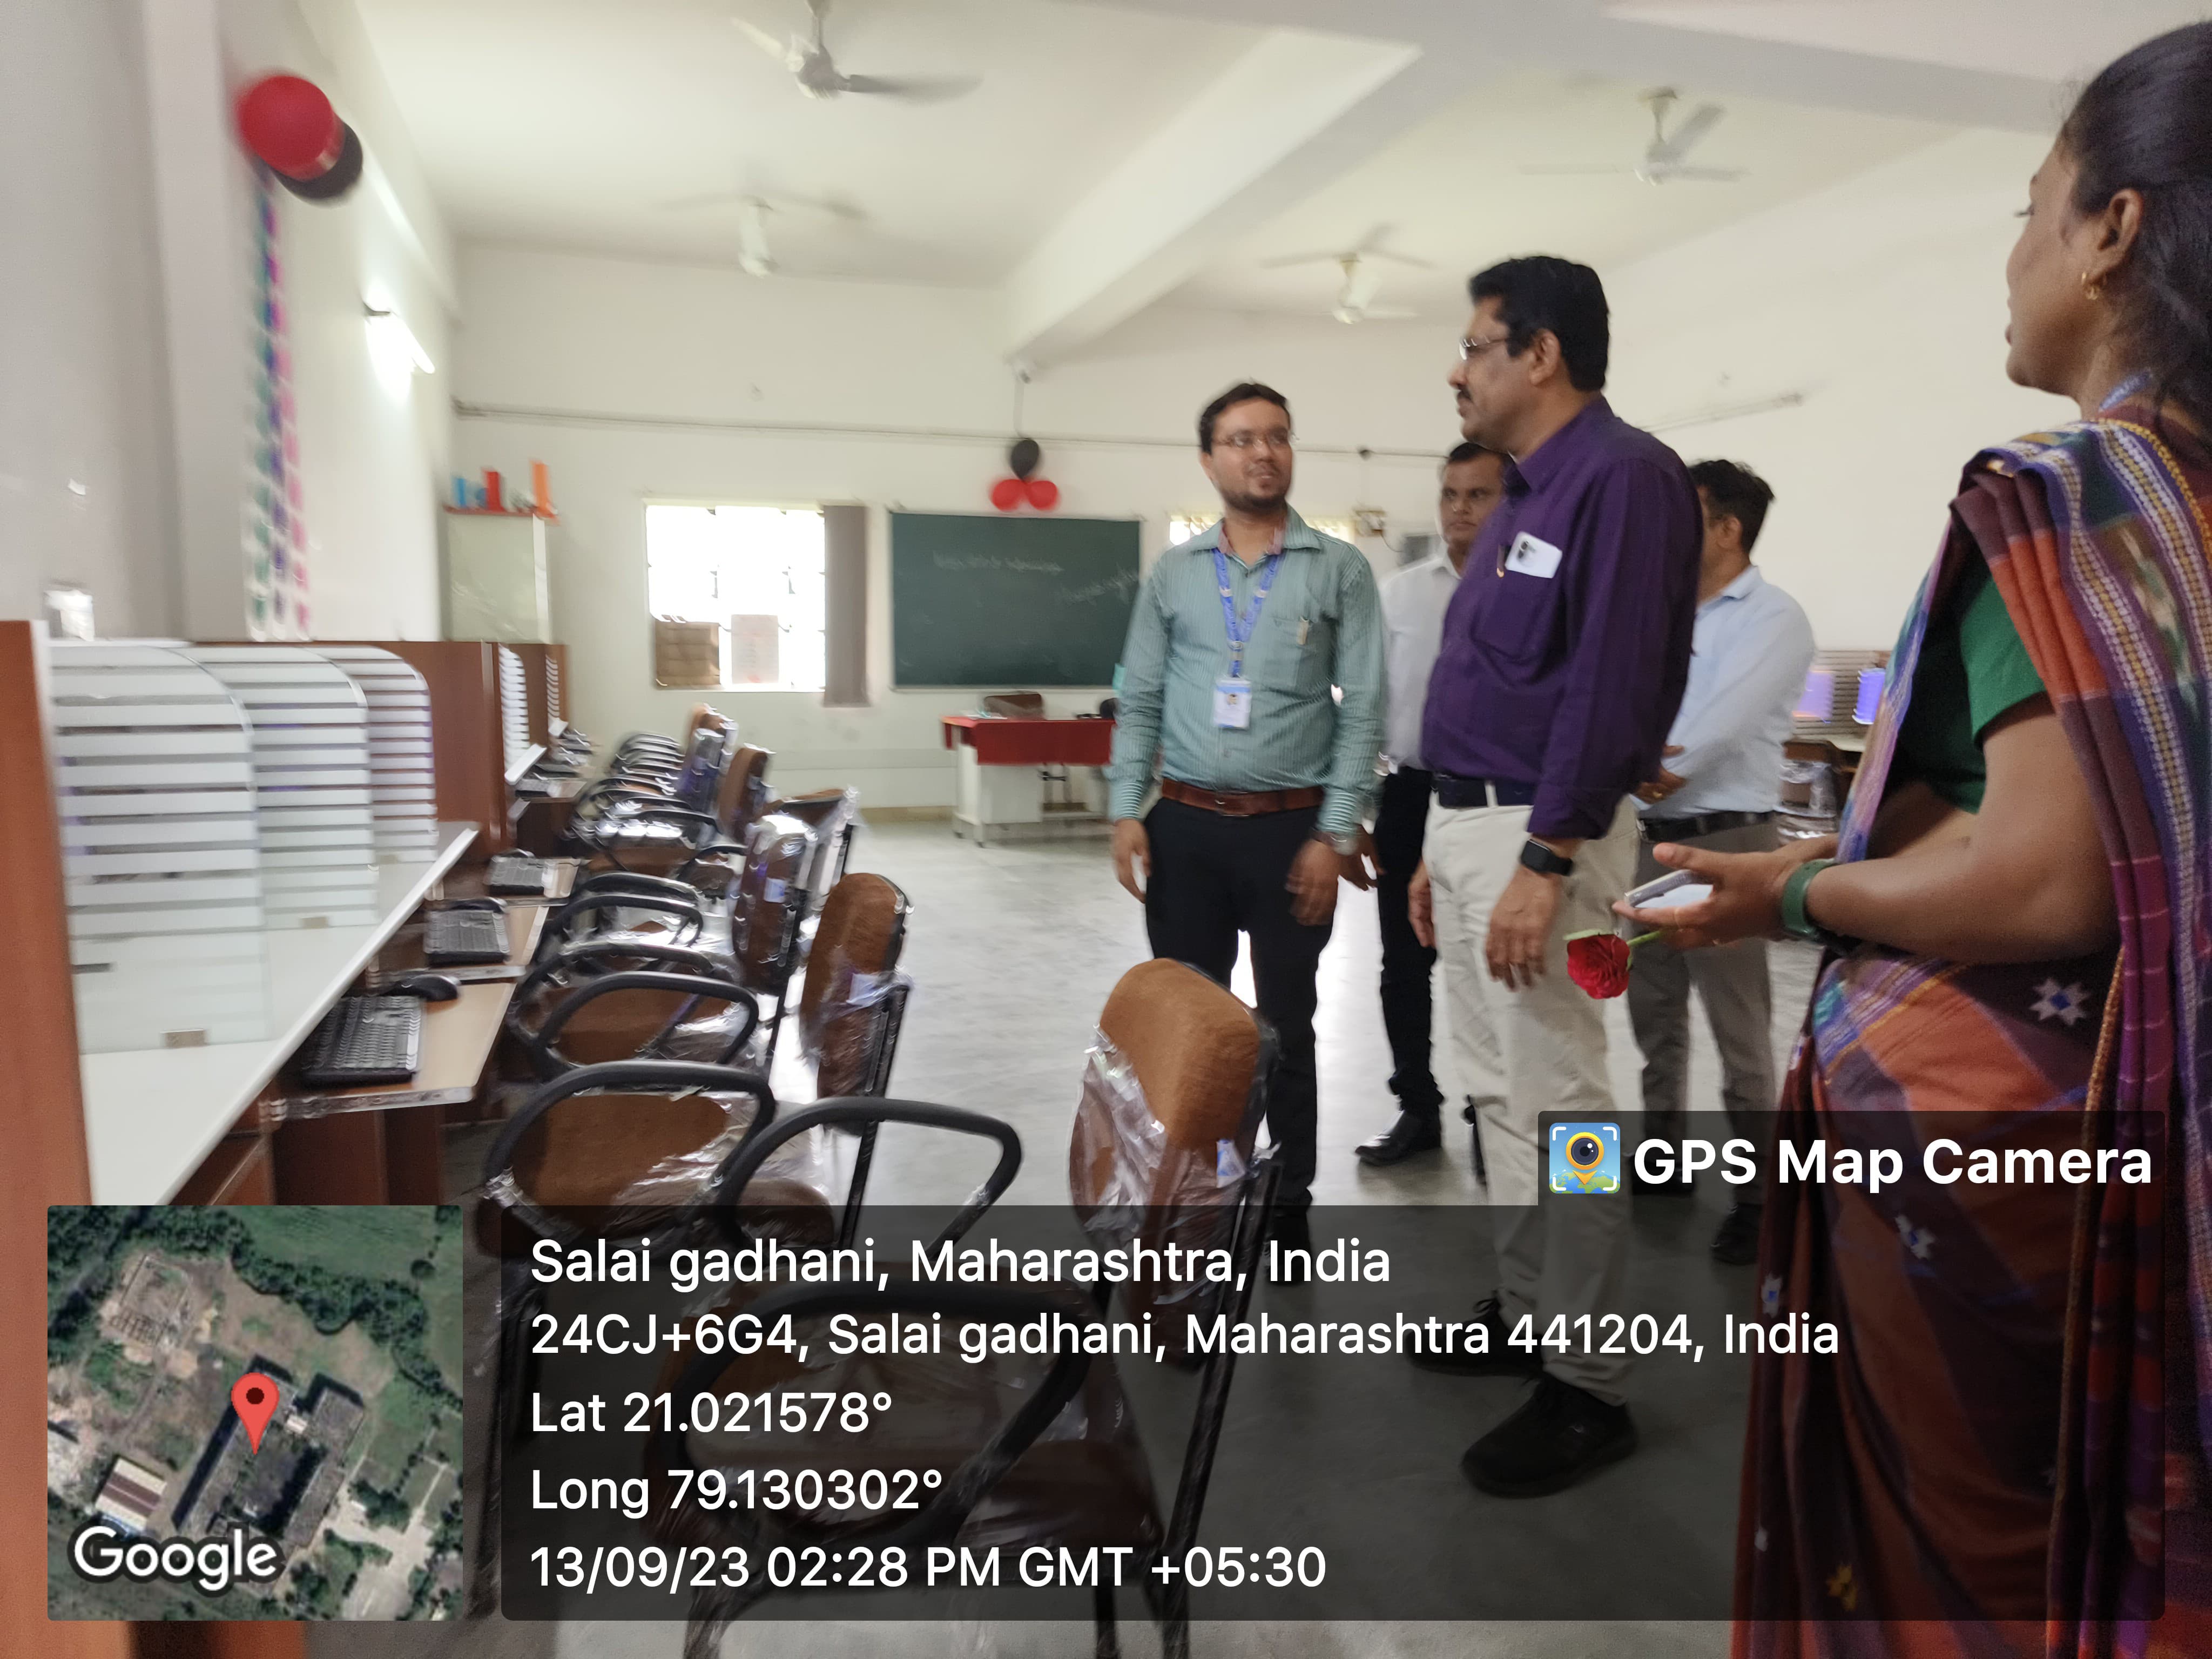 GPS Map Camera
Salai gadhani, Maharashtra, India
24CJ+6G4, Salai gadhani, Maharashtra 441204, India
Lat 21.021578°
Long 79.130302°
13/09/23 02:28 PM GMT +05:30
Google